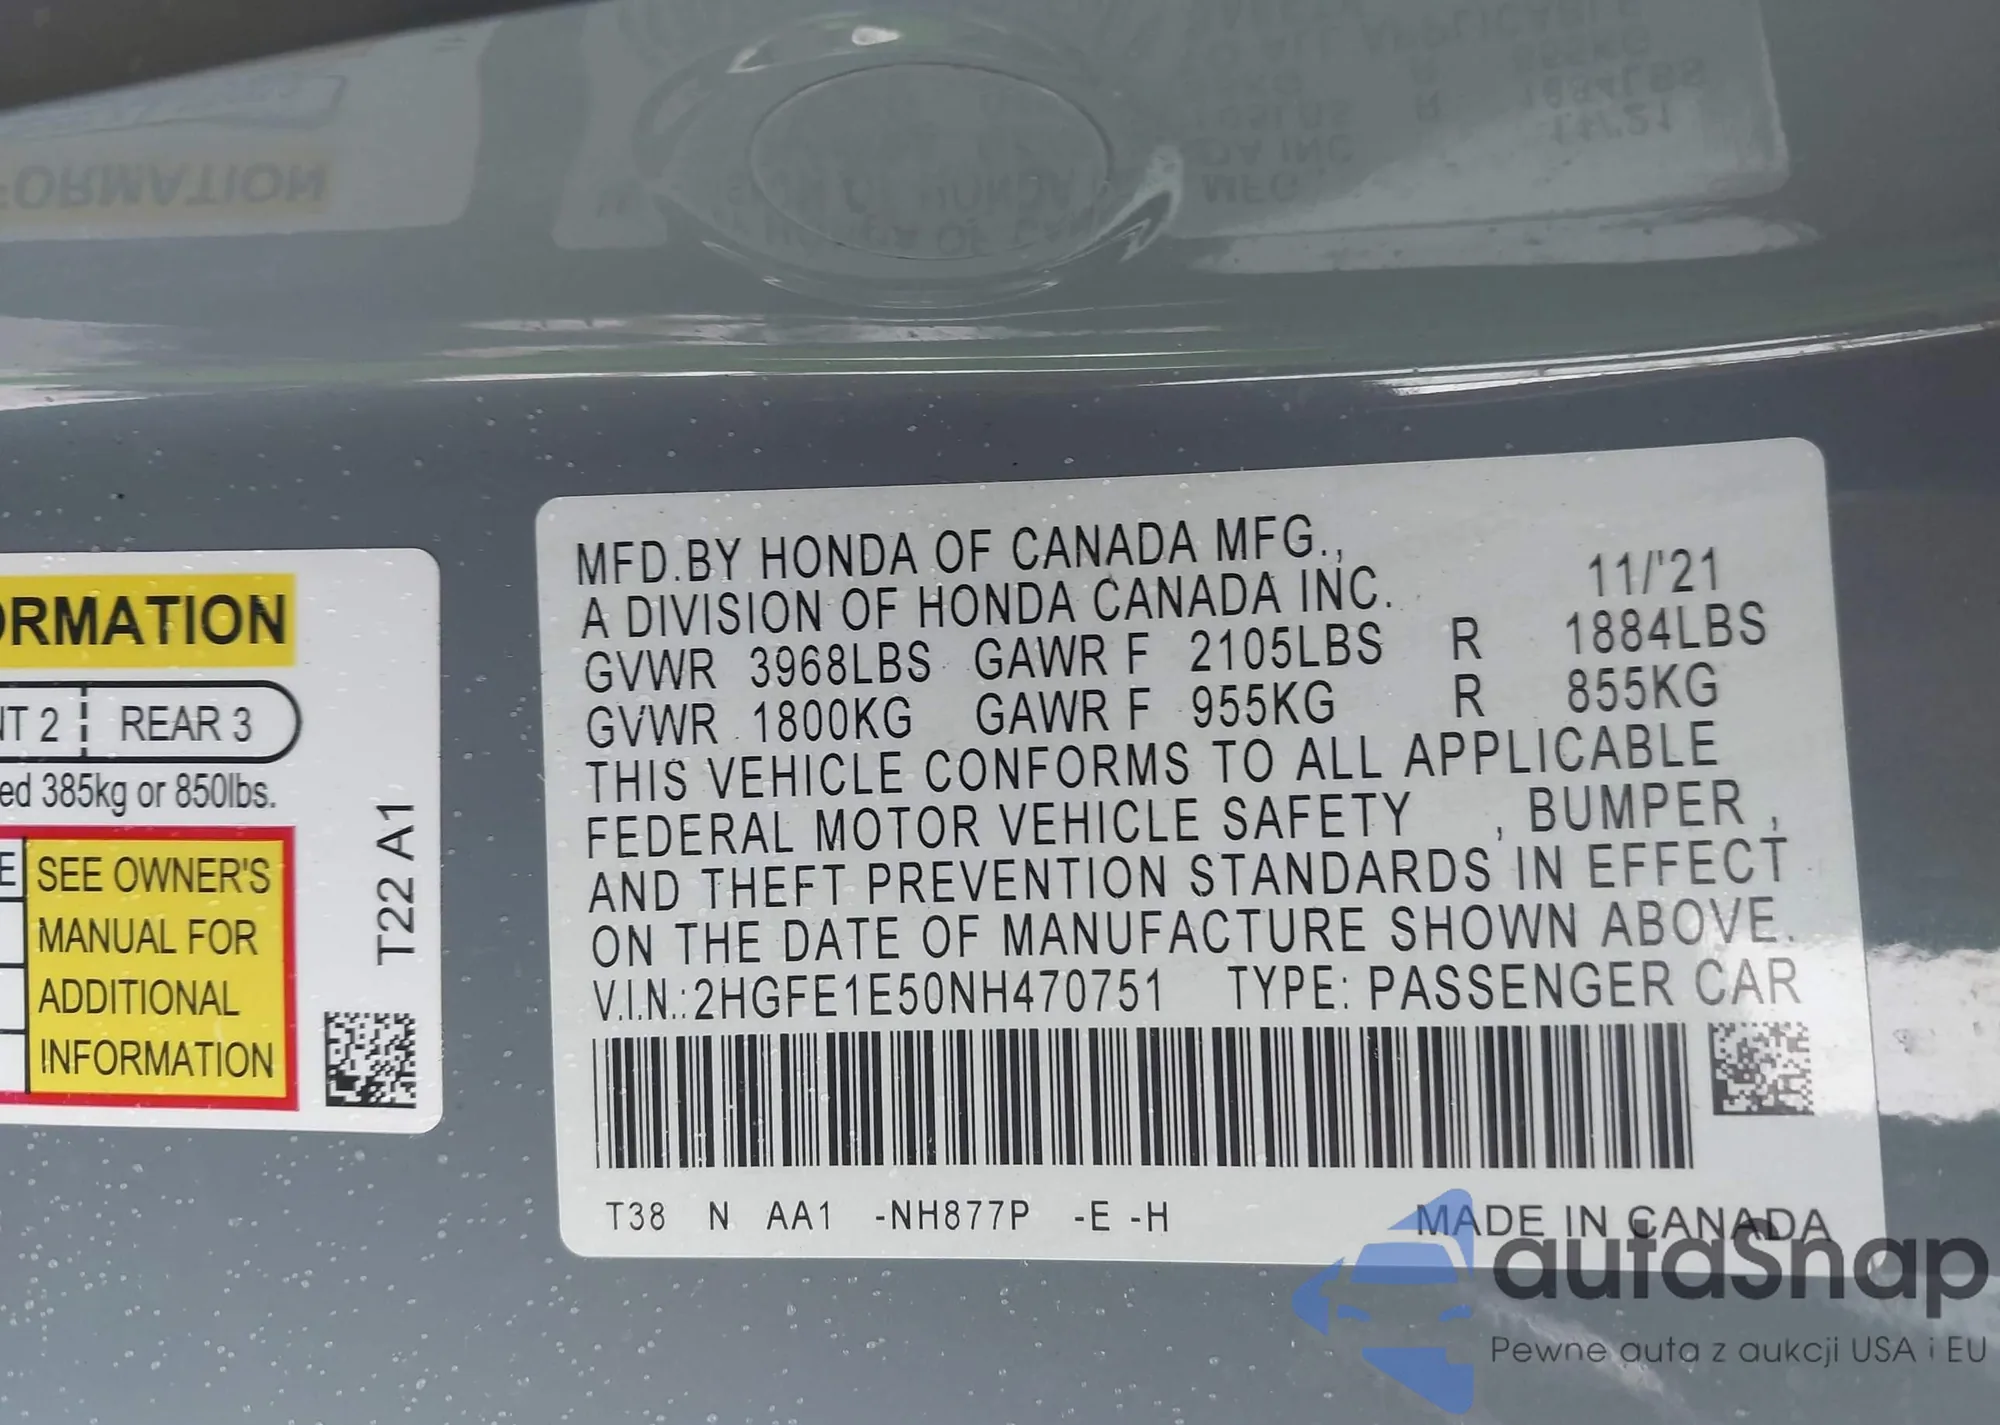 ORMATION
NT 2 REAR 3
ed 385kg or 850lbs.
E SEE OWNER'S
MANUAL FOR
ADDITIONAL
INFORMATION
T22 A1
MFD.BY HONDA OF CANADA MFG.,
A DIVISION OF HONDA CANADA INC. 11/'21
GVWR 3968LBS GAWR F 2105LBS R 1884LBS
GVWR 1800KG GAWR F 955KG R 855KG
THIS VEHICLE CONFORMS TO ALL APPLICABLE
FEDERAL MOTOR VEHICLE SAFETY , BUMPER ,
AND THEFT PREVENTION STANDARDS IN EFFECT
ON THE DATE OF MANUFACTURE SHOWN ABOVE.
V.I.N.:2HGFE1E50NH470751 TYPE: PASSENGER CAR
T38 N AA1 -NH877P -E -H MADE IN CANADA
autaSnap
Pewne auta z aukcji USA i EU